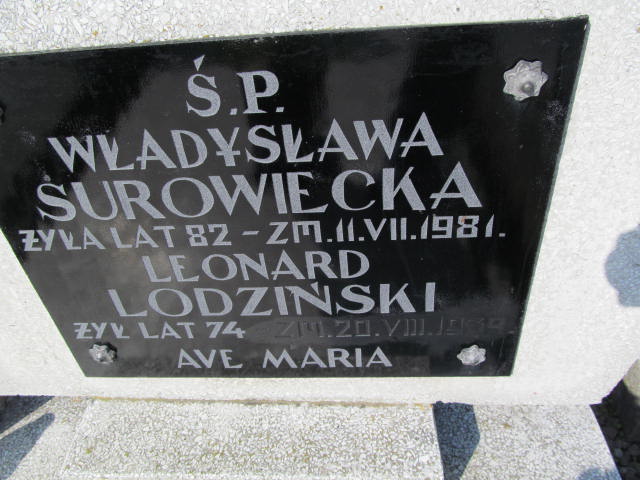 Ś.P.
WŁADYSŁAWA
SUROWIECKA
ŻYŁA LAT 82 - ZM. 11. VII. 1981.
LEONARD
LODZIŃSKI
ŻYŁ LAT 74 - ZM. 20. VIII. 1939.
AVE MARIA